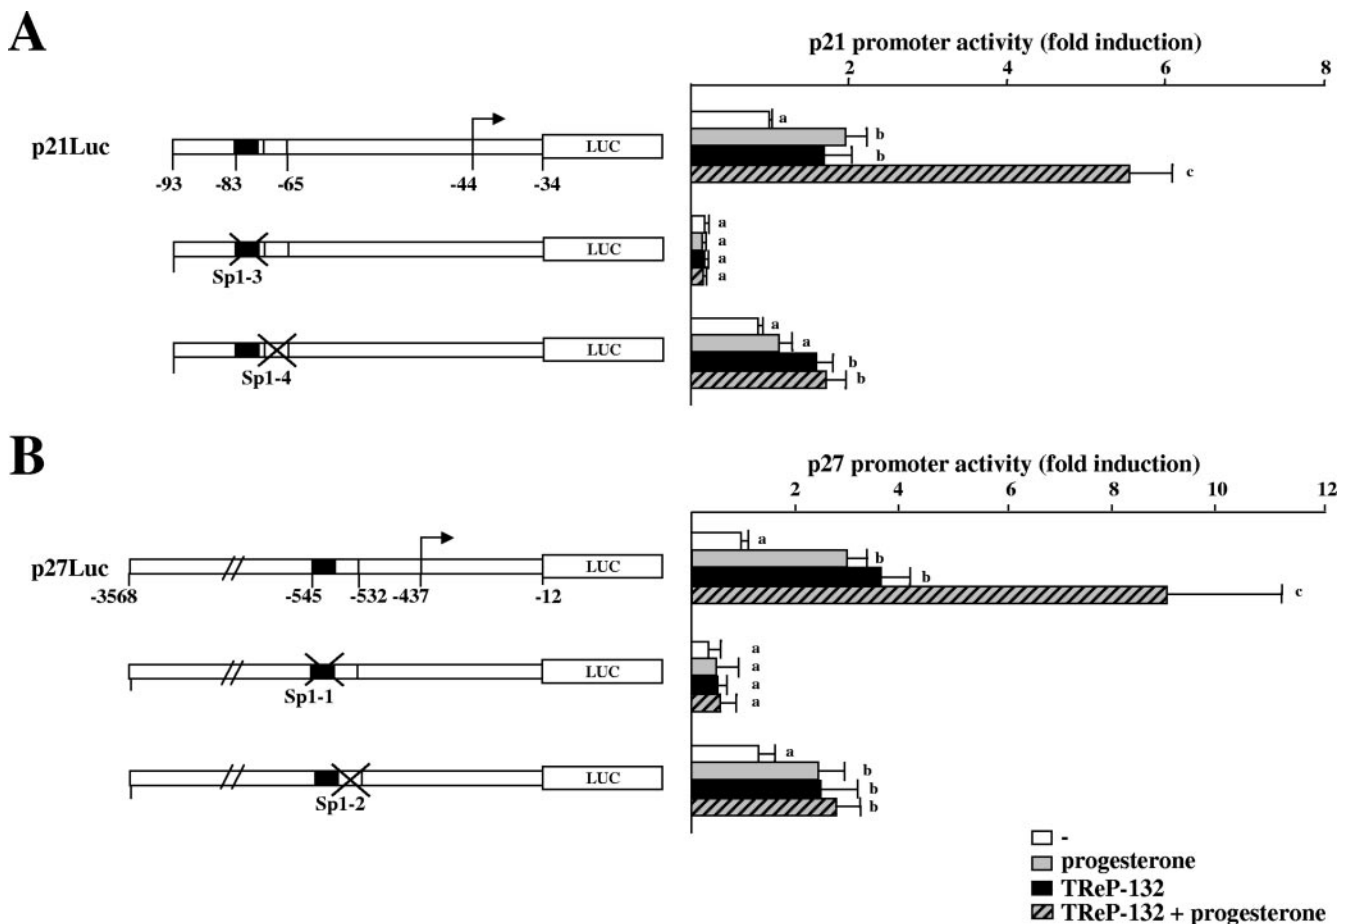 A
p21 promoter activity (fold induction)
2 4 6 8
p21Luc
LUC
-93 -83 -65 -44 -34
a
b
b
c
LUC
Sp1-3
a
a
a
a
LUC
Sp1-4
a
a
b
b
B
p27 promoter activity (fold induction)
2 4 6 8 10 12
p27Luc
LUC
-3568 -545 -532 -437 -12
a
b
b
c
LUC
Sp1-1
a
a
a
a
LUC
Sp1-2
a
b
b
b
-
progesterone
TReP-132
TReP-132 + progesterone